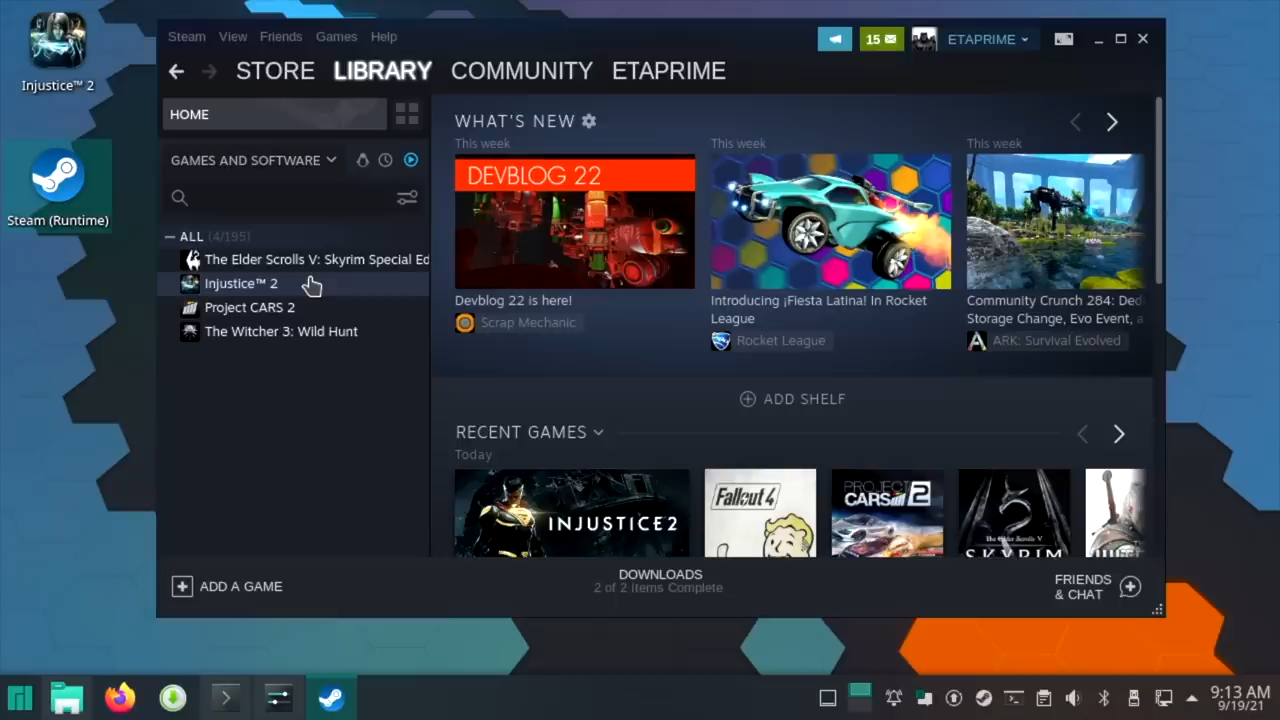 Injustice™ 2
Steam (Runtime)
Steam View Friends Games Help
15
ETAPRIME
STORE LIBRARY COMMUNITY ETAPRIME
HOME
GAMES AND SOFTWARE
ALL (4/195)
The Elder Scrolls V: Skyrim Special Ed
Injustice™ 2
Project CARS 2
The Witcher 3: Wild Hunt
WHAT'S NEW
This week
DEVBLOG 22
Devblog 22 is here!
Scrap Mechanic
This week
Introducing ¡Fiesta Latina! In Rocket
League
Rocket League
This week
Community Crunch 284: Ded
Storage Change, Evo Event, a
ARK: Survival Evolved
ADD SHELF
RECENT GAMES
Today
INJUSTICE2
Fallout 4
PROJECT
CARS 2
The Elder Scrolls V
SKYRIM
ADD A GAME
DOWNLOADS
2 of 2 Items Complete
FRIENDS
& CHAT
9:13 AM
9/19/21